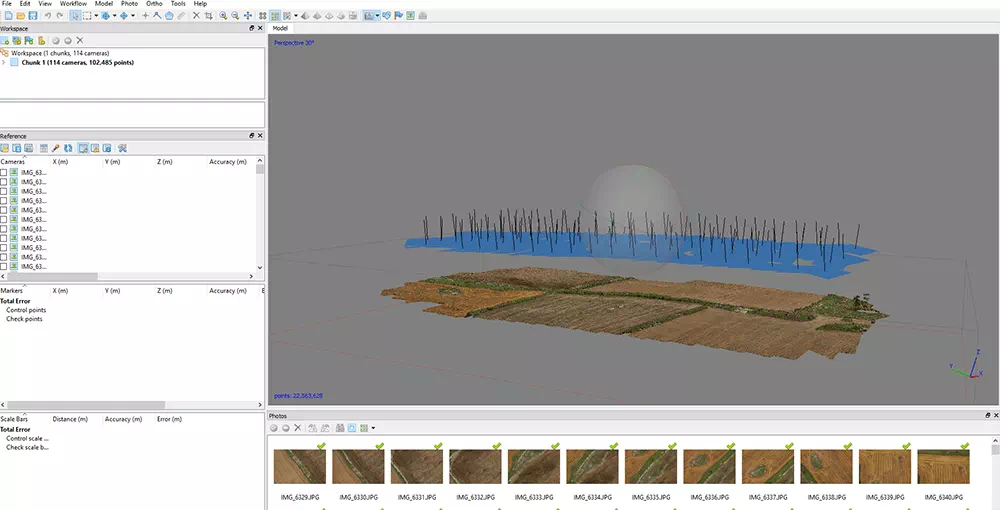 File Edit View Workflow Model Photo Ortho Tools Help
Workspace
Model
Perspective 30°
Workspace (1 chunks, 114 cameras)
Chunk 1 (114 cameras, 102,485 points)
Reference
Cameras X (m) Y (m) Z (m) Accuracy (m)
IMG_63...
IMG_63...
IMG_63...
IMG_63...
IMG_63...
IMG_63...
IMG_63...
IMG_63...
IMG_63...
IMG_63...
IMG_63...
Markers X (m) Y (m) Z (m) Accuracy (m) E
Total Error
Control points
Check points
Z
Y
X
points: 22,563,628
Scale Bars Distance (m) Accuracy (m) Error (m)
Total Error
Control scale ...
Check scale b...
Photos
IMG_6329.JPG IMG_6330.JPG IMG_6331.JPG IMG_6332.JPG IMG_6333.JPG IMG_6334.JPG IMG_6335.JPG IMG_6336.JPG IMG_6337.JPG IMG_6338.JPG IMG_6339.JPG IMG_6340.JPG